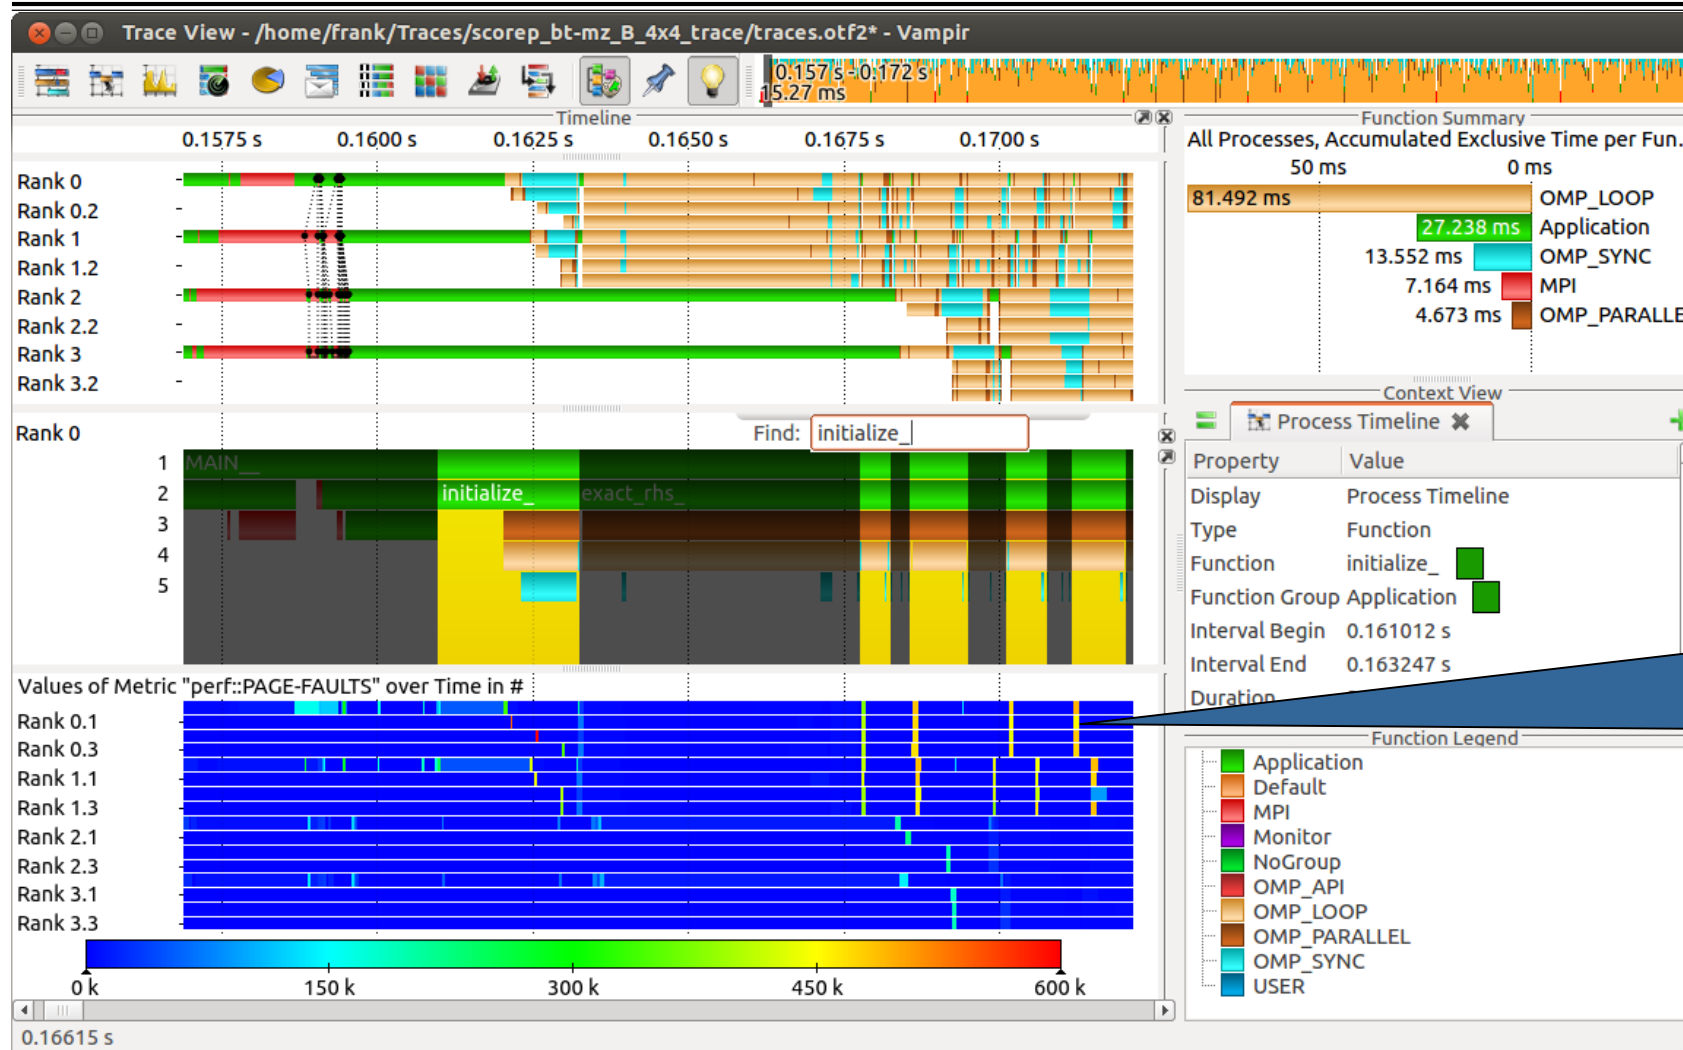 Trace View - /home/frank/Traces/scorep_bt-mz_B_4x4_trace/traces.otf2* - Vampir
0.157 s - 0.172 s
15.27 ms
Timeline
0.1575 s 0.1600 s 0.1625 s 0.1650 s 0.1675 s 0.1700 s
Rank 0
Rank 0.2
Rank 1
Rank 1.2
Rank 2
Rank 2.2
Rank 3
Rank 3.2
Rank 0
Find: initialize_
1 MAIN__
2 initialize_ exact_rhs_
3
4
5
Values of Metric "perf::PAGE-FAULTS" over Time in #
Rank 0.1
Rank 0.3
Rank 1.1
Rank 1.3
Rank 2.1
Rank 2.3
Rank 3.1
Rank 3.3
0 k 150 k 300 k 450 k 600 k
0.16615 s
Function Summary
All Processes, Accumulated Exclusive Time per Fun.
50 ms 0 ms
81.492 ms OMP_LOOP
27.238 ms Application
13.552 ms OMP_SYNC
7.164 ms MPI
4.673 ms OMP_PARALLE
Context View
Process Timeline
Property Value
Display Process Timeline
Type Function
Function initialize_
Function Group Application
Interval Begin 0.161012 s
Interval End 0.163247 s
Duration
Function Legend
Application
Default
MPI
Monitor
NoGroup
OMP_API
OMP_LOOP
OMP_PARALLEL
OMP_SYNC
USER